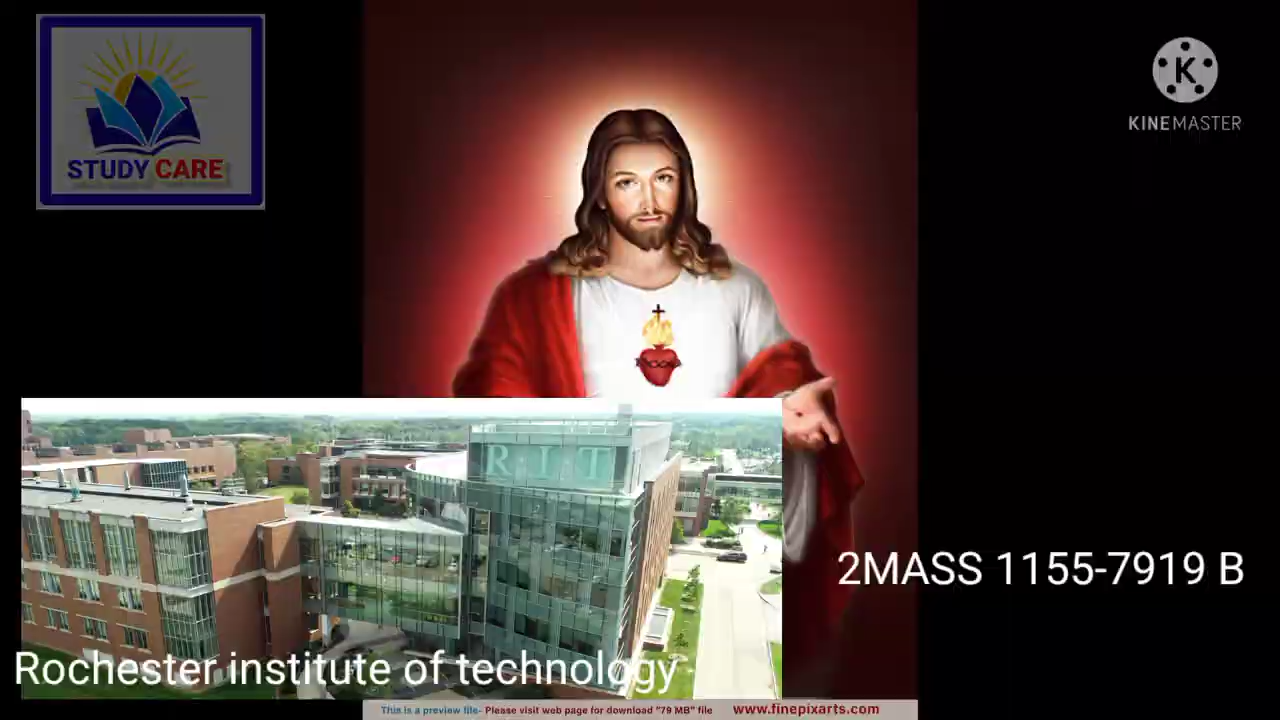 STUDY CARE
K
KINEMASTER
R I T
2MASS 1155-7919 B
Rochester institute of technology
This is a preview file- Please visit web page for download "79 MB" file www.finepixarts.com